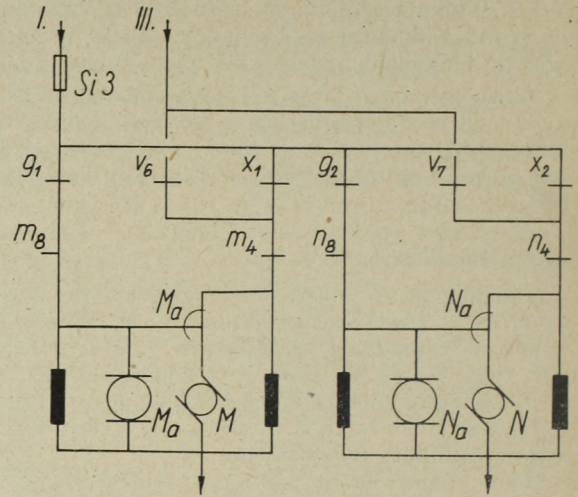 I. III.
Si 3
g1 v6 x1 g2 v7 x2
m8 m4 n8 n4
Ma Na
Ma M Na N